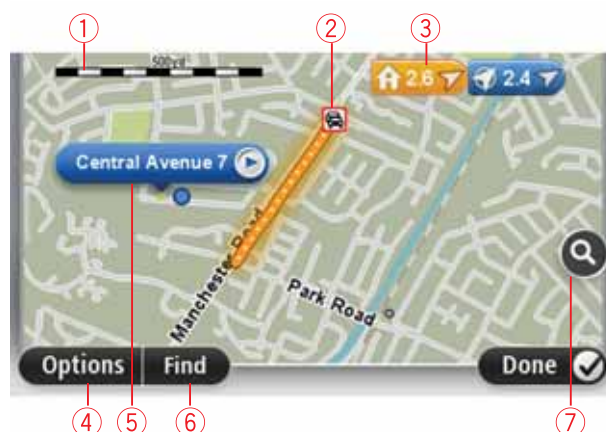 ① ② ③
500yd
2.6 2.4
Central Avenue 7
Manchester Road
Park Road
Options Find Done
④ ⑤ ⑥ ⑦